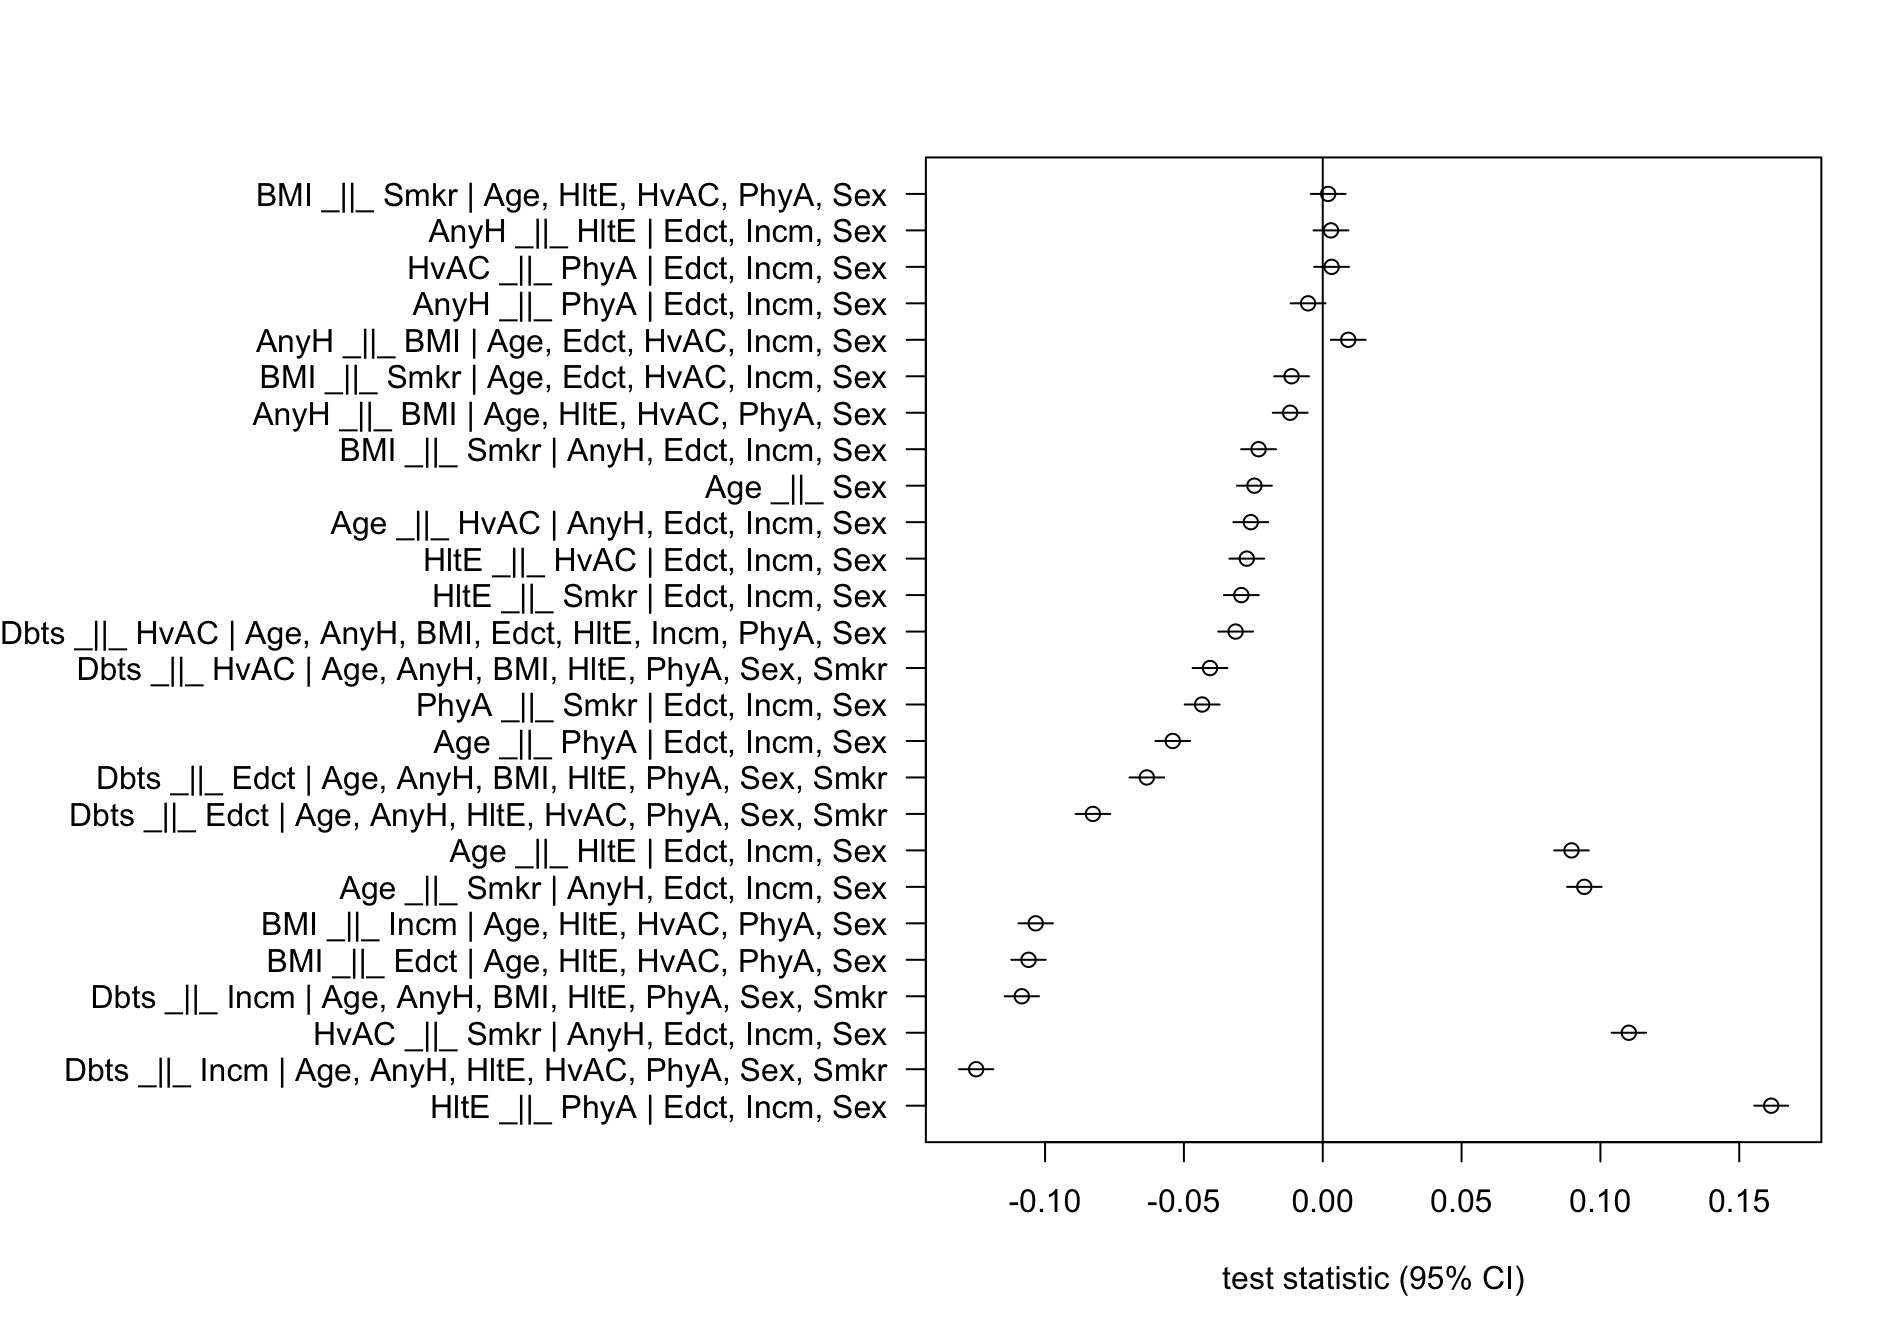 BMI _||_ Smkr | Age, HltE, HvAC, PhyA, Sex
AnyH _||_ HltE | Edct, Incm, Sex
HvAC _||_ PhyA | Edct, Incm, Sex
AnyH _||_ PhyA | Edct, Incm, Sex
AnyH _||_ BMI | Age, Edct, HvAC, Incm, Sex
BMI _||_ Smkr | Age, Edct, HvAC, Incm, Sex
AnyH _||_ BMI | Age, HltE, HvAC, PhyA, Sex
BMI _||_ Smkr | AnyH, Edct, Incm, Sex
Age _||_ Sex
Age _||_ HvAC | AnyH, Edct, Incm, Sex
HltE _||_ HvAC | Edct, Incm, Sex
HltE _||_ Smkr | Edct, Incm, Sex
Dbts _||_ HvAC | Age, AnyH, BMI, Edct, HltE, Incm, PhyA, Sex
Dbts _||_ HvAC | Age, AnyH, BMI, HltE, PhyA, Sex, Smkr
PhyA _||_ Smkr | Edct, Incm, Sex
Age _||_ PhyA | Edct, Incm, Sex
Dbts _||_ Edct | Age, AnyH, BMI, HltE, PhyA, Sex, Smkr
Dbts _||_ Edct | Age, AnyH, HltE, HvAC, PhyA, Sex, Smkr
Age _||_ HltE | Edct, Incm, Sex
Age _||_ Smkr | AnyH, Edct, Incm, Sex
BMI _||_ Incm | Age, HltE, HvAC, PhyA, Sex
BMI _||_ Edct | Age, HltE, HvAC, PhyA, Sex
Dbts _||_ Incm | Age, AnyH, BMI, HltE, PhyA, Sex, Smkr
HvAC _||_ Smkr | AnyH, Edct, Incm, Sex
Dbts _||_ Incm | Age, AnyH, HltE, HvAC, PhyA, Sex, Smkr
HltE _||_ PhyA | Edct, Incm, Sex
-0.10 -0.05 0.00 0.05 0.10 0.15
test statistic (95% CI)